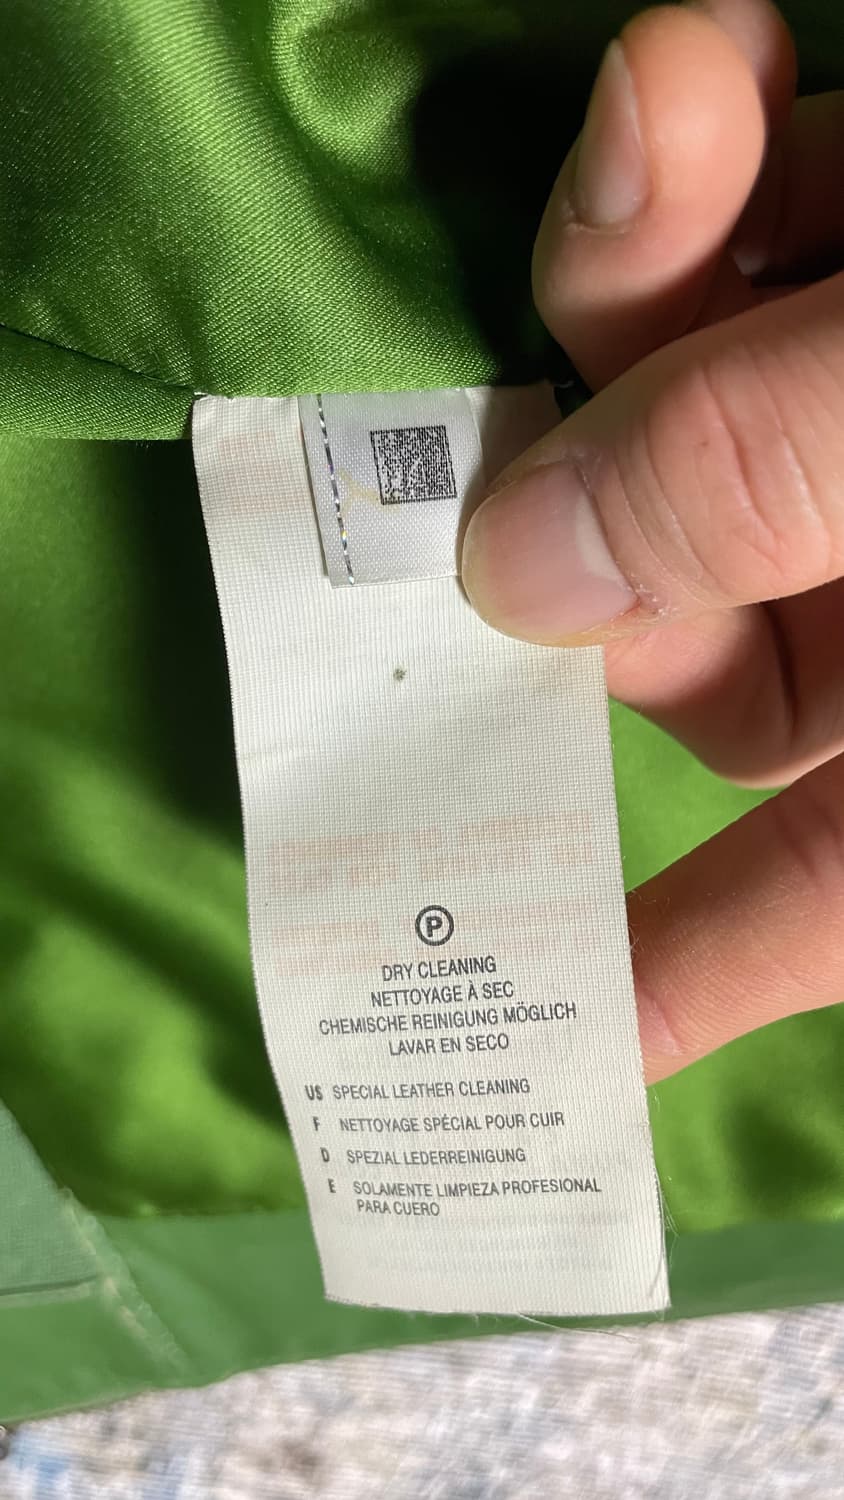 P
DRY CLEANING
NETTOYAGE À SEC
CHEMISCHE REINIGUNG MÖGLICH
LAVAR EN SECO
US SPECIAL LEATHER CLEANING
F NETTOYAGE SPÉCIAL POUR CUIR
D SPEZIAL LEDERREINIGUNG
E SOLAMENTE LIMPIEZA PROFESIONAL
PARA CUERO